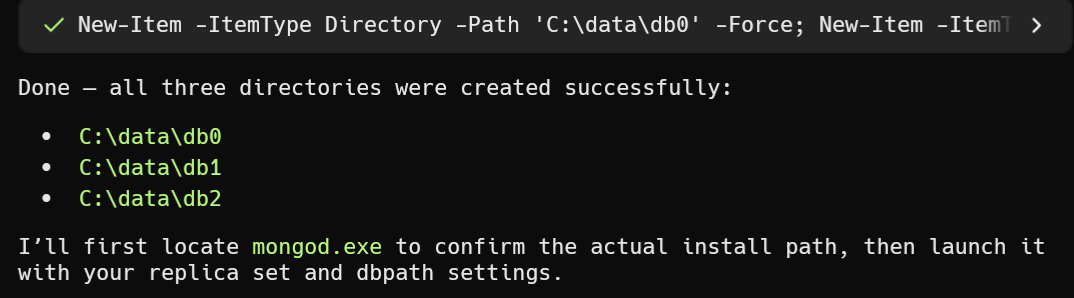 New-Item -ItemType Directory -Path 'C:\data\db0' -Force; New-Item -Item
Done — all three directories were created successfully:
• C:\data\db0
• C:\data\db1
• C:\data\db2
I’ll first locate mongod.exe to confirm the actual install path, then launch it
with your replica set and dbpath settings.